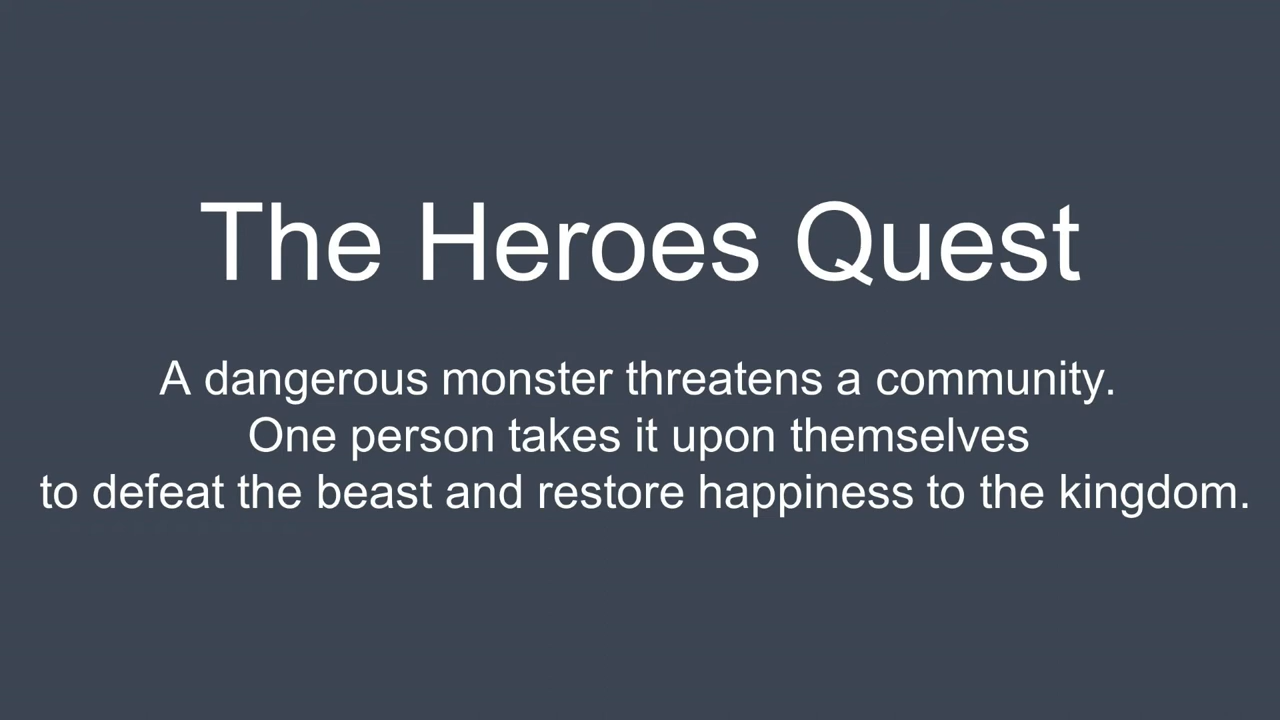 The Heroes Quest
A dangerous monster threatens a community.
One person takes it upon themselves
to defeat the beast and restore happiness to the kingdom.